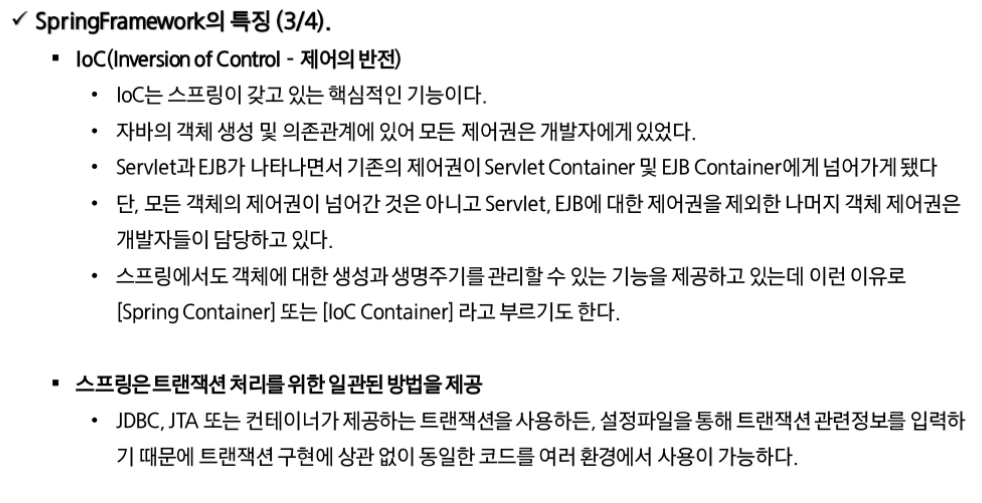 ✓ SpringFramework의 특징 (3/4).
▪ IoC(Inversion of Control - 제어의 반전)
• IoC는 스프링이 갖고 있는 핵심적인 기능이다.
• 자바의 객체 생성 및 의존관계에 있어 모든 제어권은 개발자에게 있었다.
• Servlet과 EJB가 나타나면서 기존의 제어권이 Servlet Container 및 EJB Container에게 넘어가게 됐다
• 단, 모든 객체의 제어권이 넘어간 것은 아니고 Servlet, EJB에 대한 제어권을 제외한 나머지 객체 제어권은
개발자들이 담당하고 있다.
• 스프링에서도 객체에 대한 생성과 생명주기를 관리할 수 있는 기능을 제공하고 있는데 이런 이유로
[Spring Container] 또는 [IoC Container] 라고 부르기도 한다.
▪ 스프링은 트랜잭션 처리를 위한 일관된 방법을 제공
• JDBC, JTA 또는 컨테이너가 제공하는 트랜잭션을 사용하든, 설정파일을 통해 트랜잭션 관련정보를 입력하
기 때문에 트랜잭션 구현에 상관 없이 동일한 코드를 여러 환경에서 사용이 가능하다.